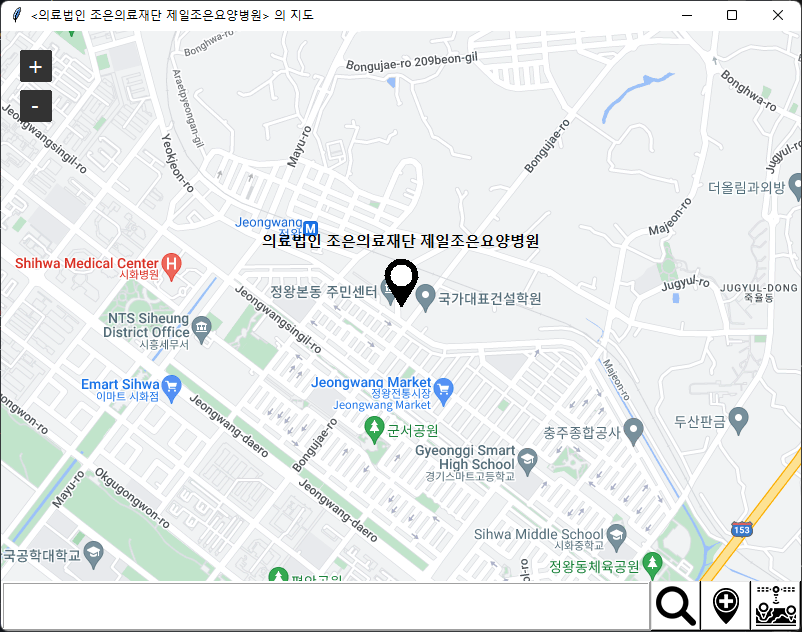 <의료법인 조은의료재단 제일조은요양병원> 의 지도
+
-
Bonghwa-ro
Bongujae-ro 209beon-gil
Araetpyeongan-gil
Bonghwa-ro
Jeongwangsingil-ro
Mayu-ro
Yeokjeon-ro
Bongujae-ro
Jugyul-ro
더올림과외방
Majeon-ro
Jeongwang
M
의료법인 조은의료재단 제일조은요양병원
Shihwa Medical Center
시화병원
H
정왕본동 주민센터
국가대표건설학원
Jugyul-ro
JUGYUL-DONG
죽율동
Jeongwangsingil-ro
NTS Siheung
District Office
시흥세무서
Emart Sihwa
이마트 시화점
Jeongwang Market
정왕전통시장
Jeongwang Market
Majeon-ro
군서공원
충주종합공사
두산판금
Jeongwang-daero
Bongujae-ro
Gyeonggi Smart
High School
경기스마트고등학교
Okgugongwon-ro
Mayu-ro
Jeongwang-daero
Sihwa Middle School
시화중학교
153
국공학대학교
정왕동체육공원
평안공원